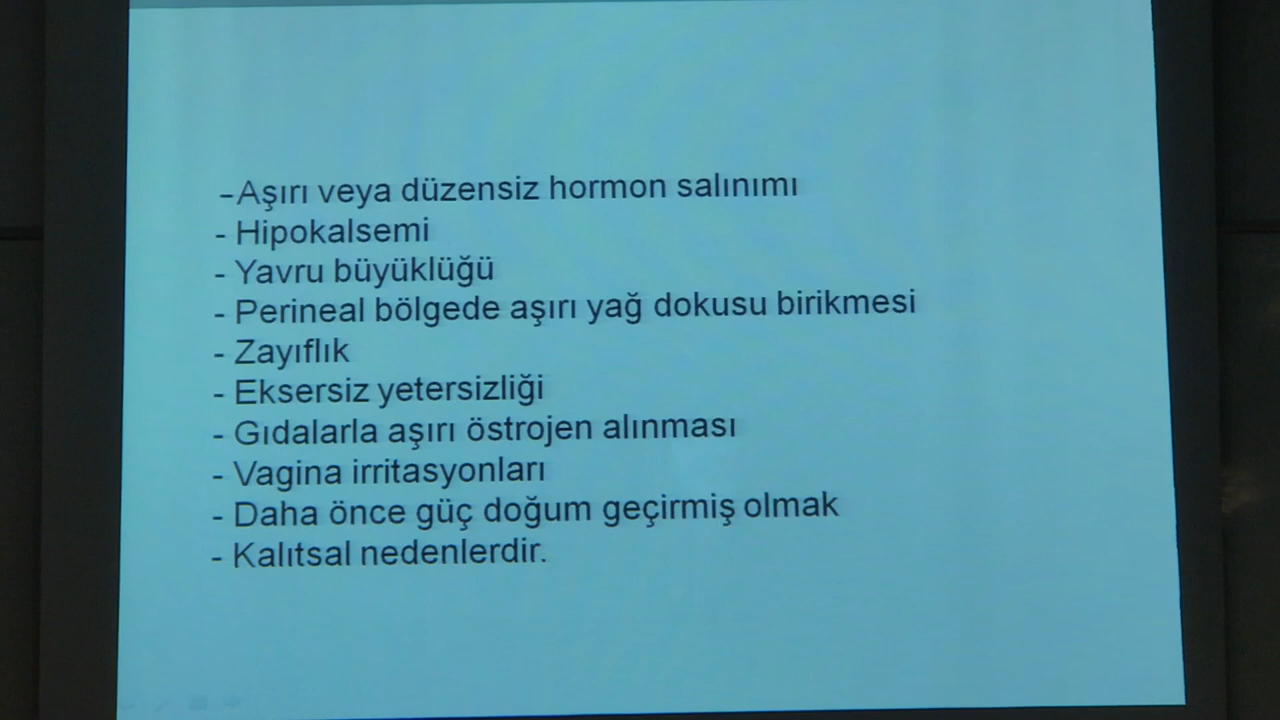 -Aşırı veya düzensiz hormon salınımı
- Hipokalsemi
- Yavru büyüklüğü
- Perineal bölgede aşırı yağ dokusu birikmesi
- Zayıflık
- Eksersiz yetersizliği
- Gıdalarla aşırı östrojen alınması
- Vagina irritasyonları
- Daha önce güç doğum geçirmiş olmak
- Kalıtsal nedenlerdir.